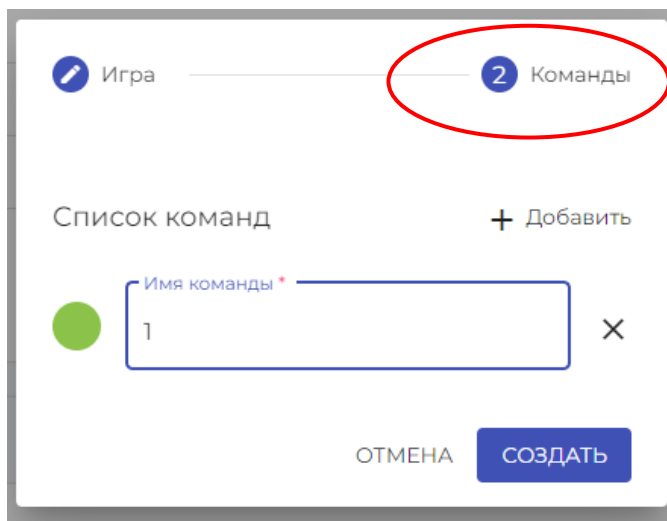 Игра
2 Команды
Список команд
+ Добавить
Имя команды *
1
ОТМЕНА
СОЗДАТЬ